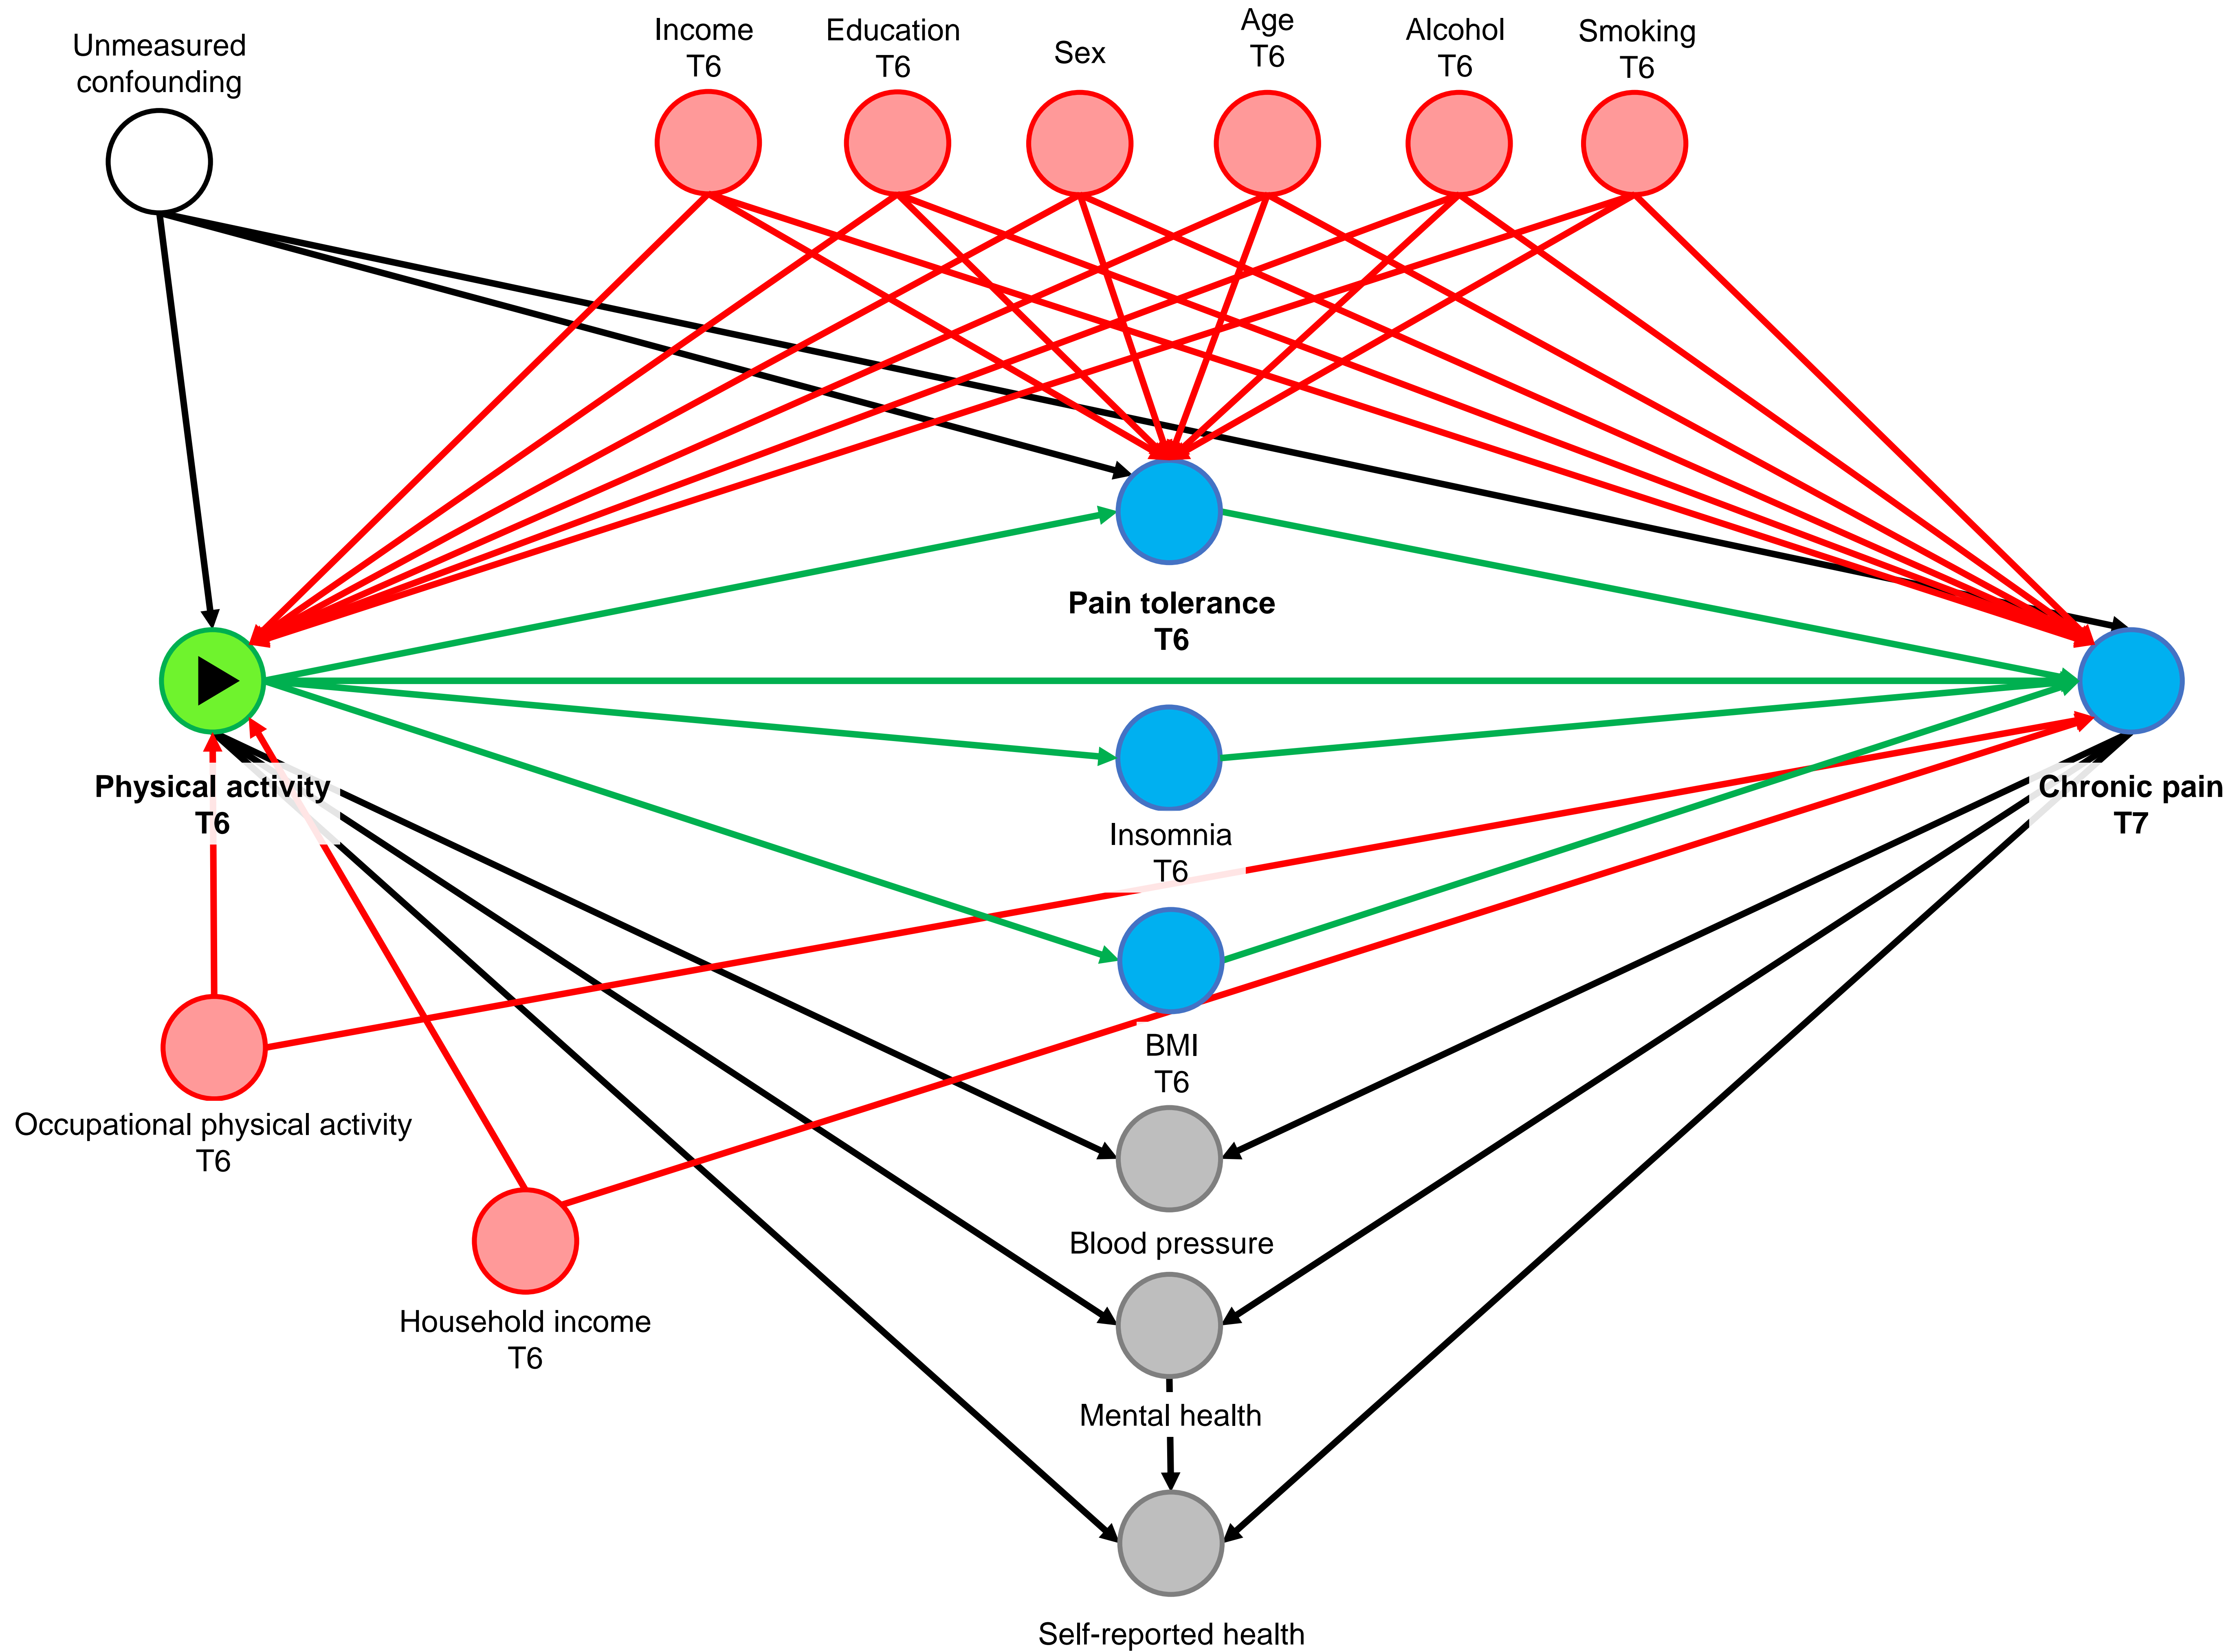 Unmeasured
confounding
Income
T6
Education
T6
Sex
Age
T6
Alcohol
T6
Smoking
T6
Pain tolerance
T6
Physical activity
T6
Chronic pain
T7
Insomnia
T6
BMI
T6
Occupational physical activity
T6
Blood pressure
Household income
T6
Mental health
Self-reported health